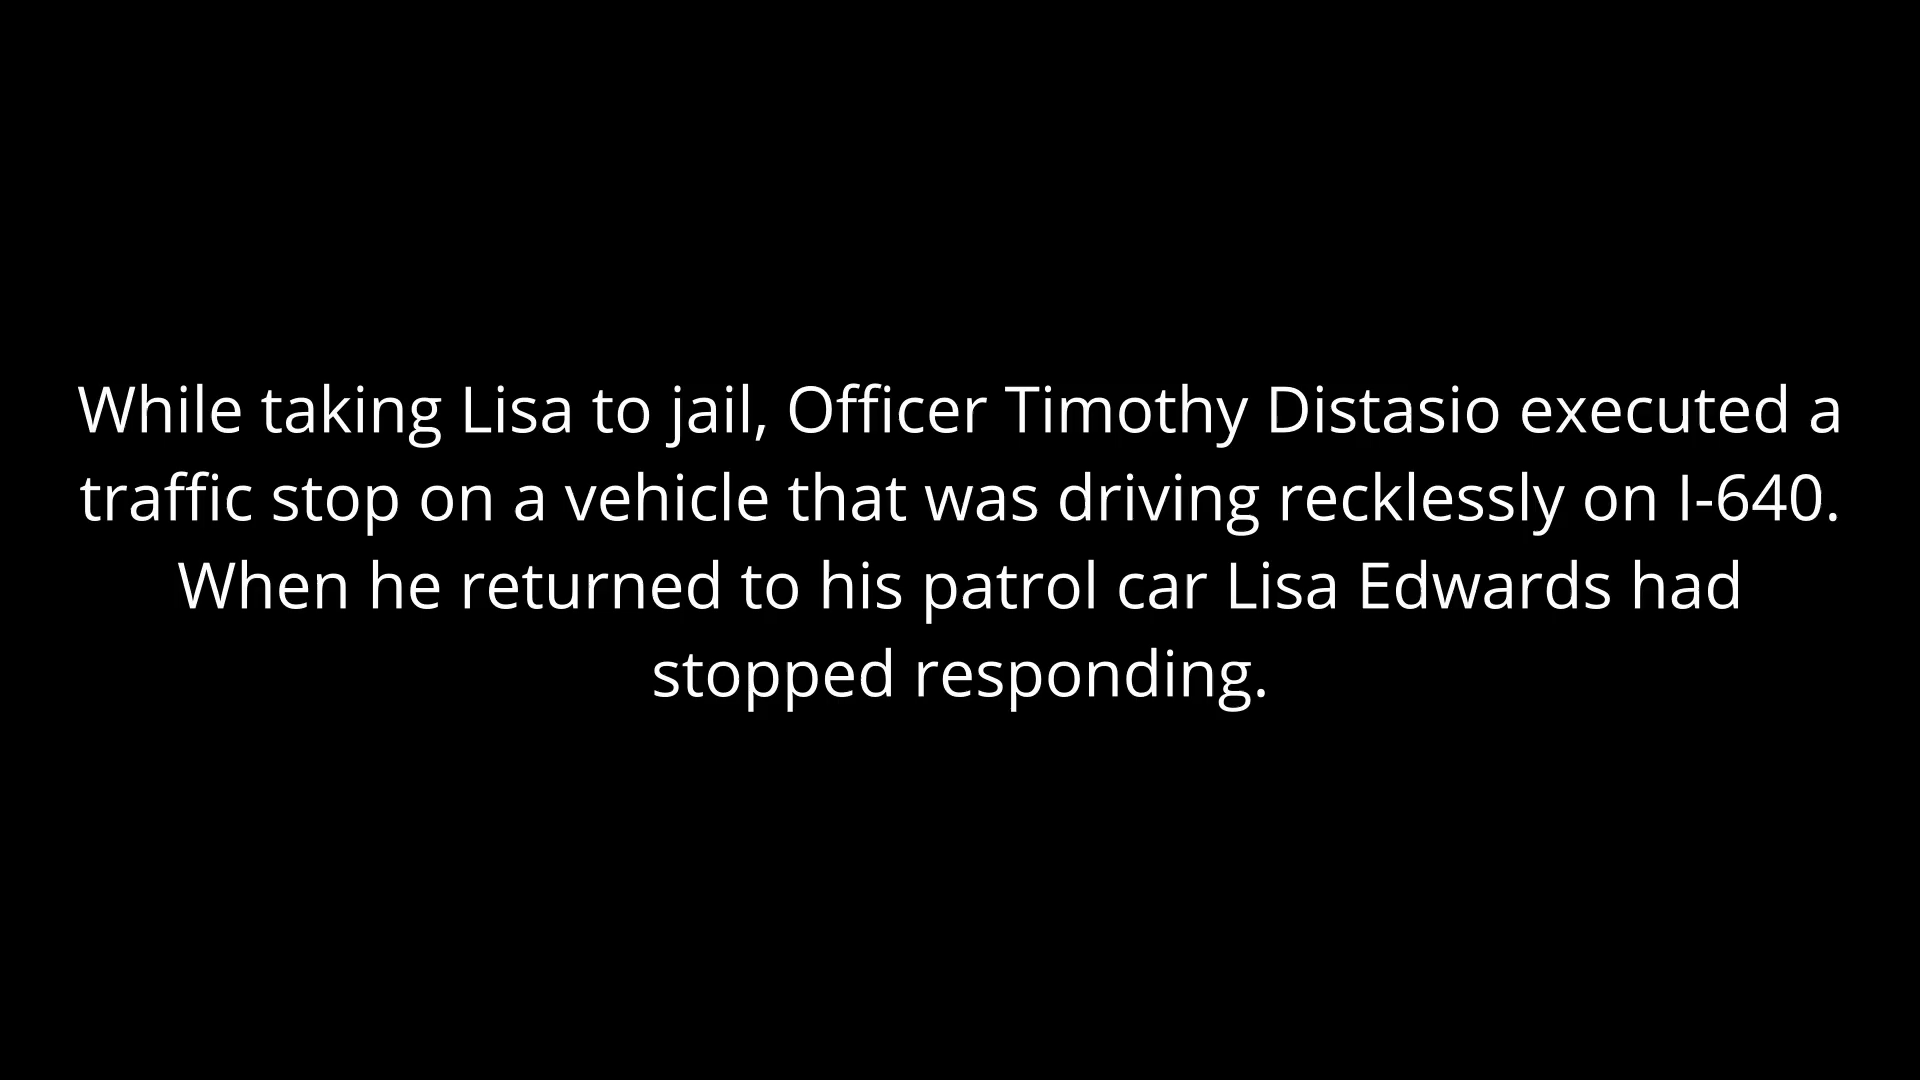 While taking Lisa to jail, Officer Timothy Distasio executed a
traffic stop on a vehicle that was driving recklessly on I-640.
When he returned to his patrol car Lisa Edwards had
stopped responding.